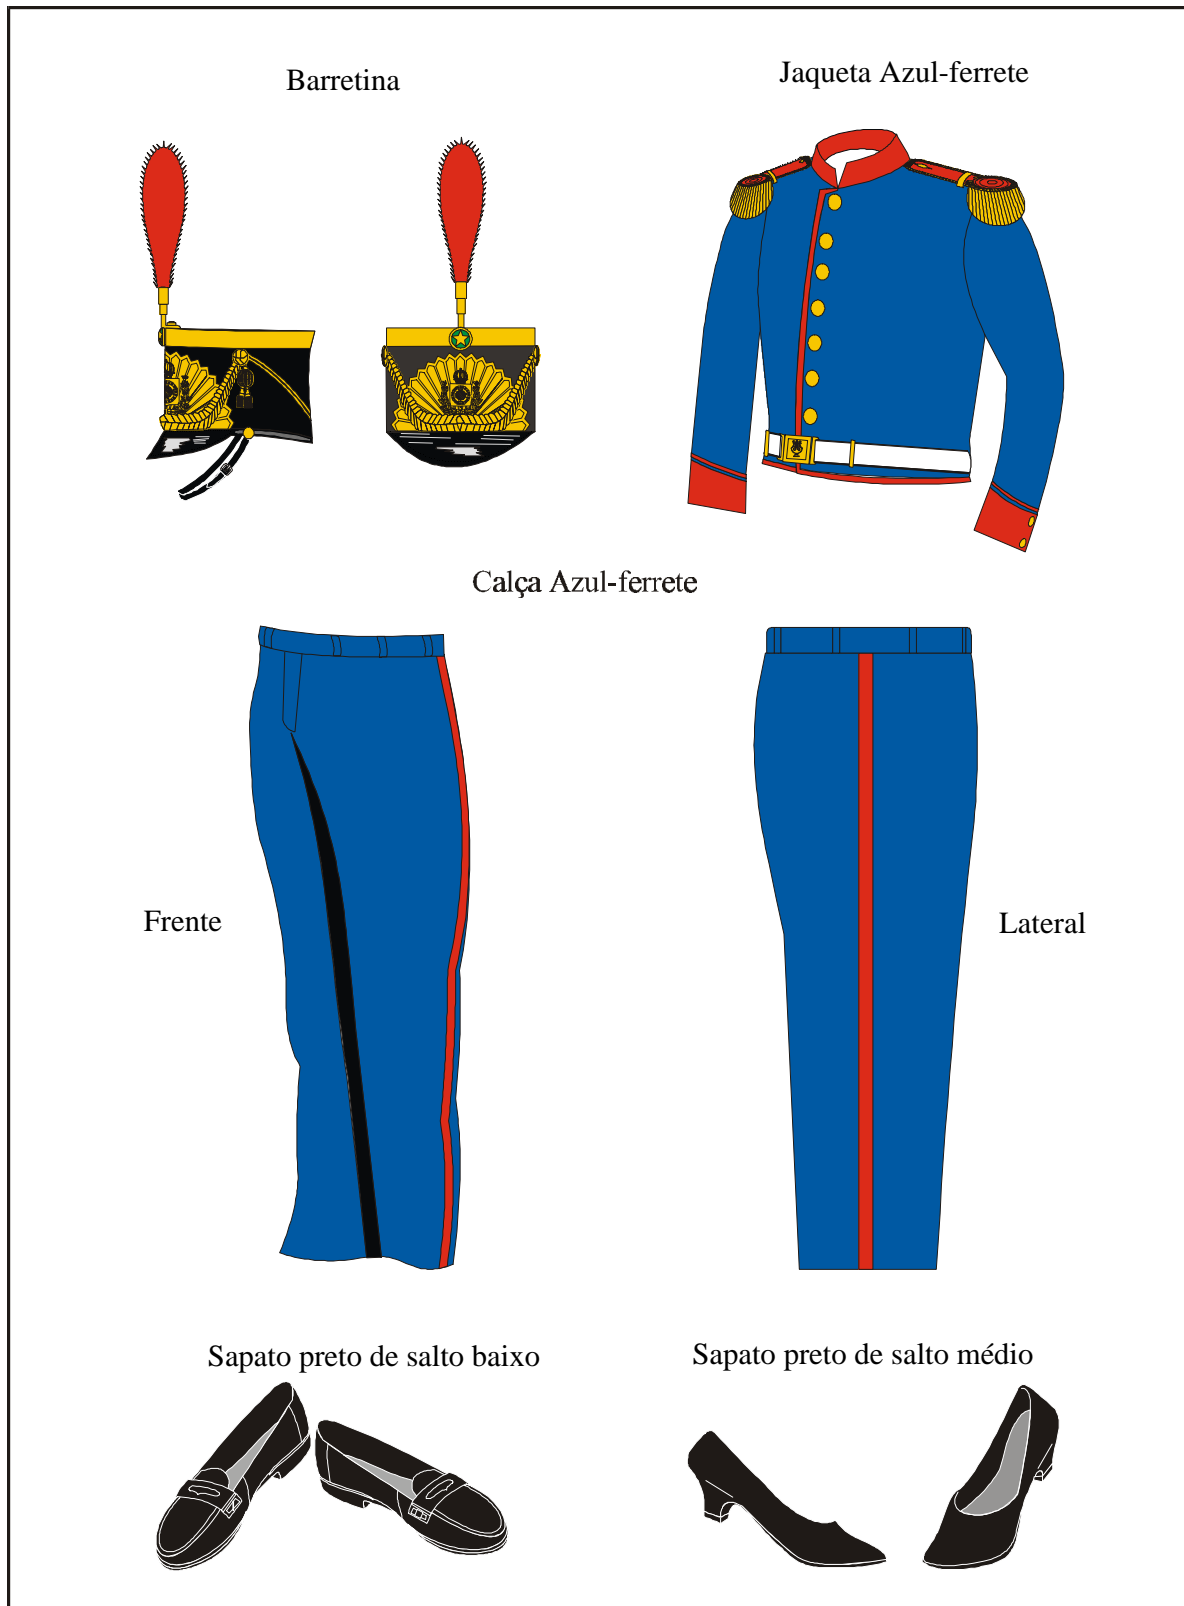 Barretina
Jaqueta Azul-ferrete
Calça Azul-ferrete
Frente
Lateral
Sapato preto de salto baixo
Sapato preto de salto médio